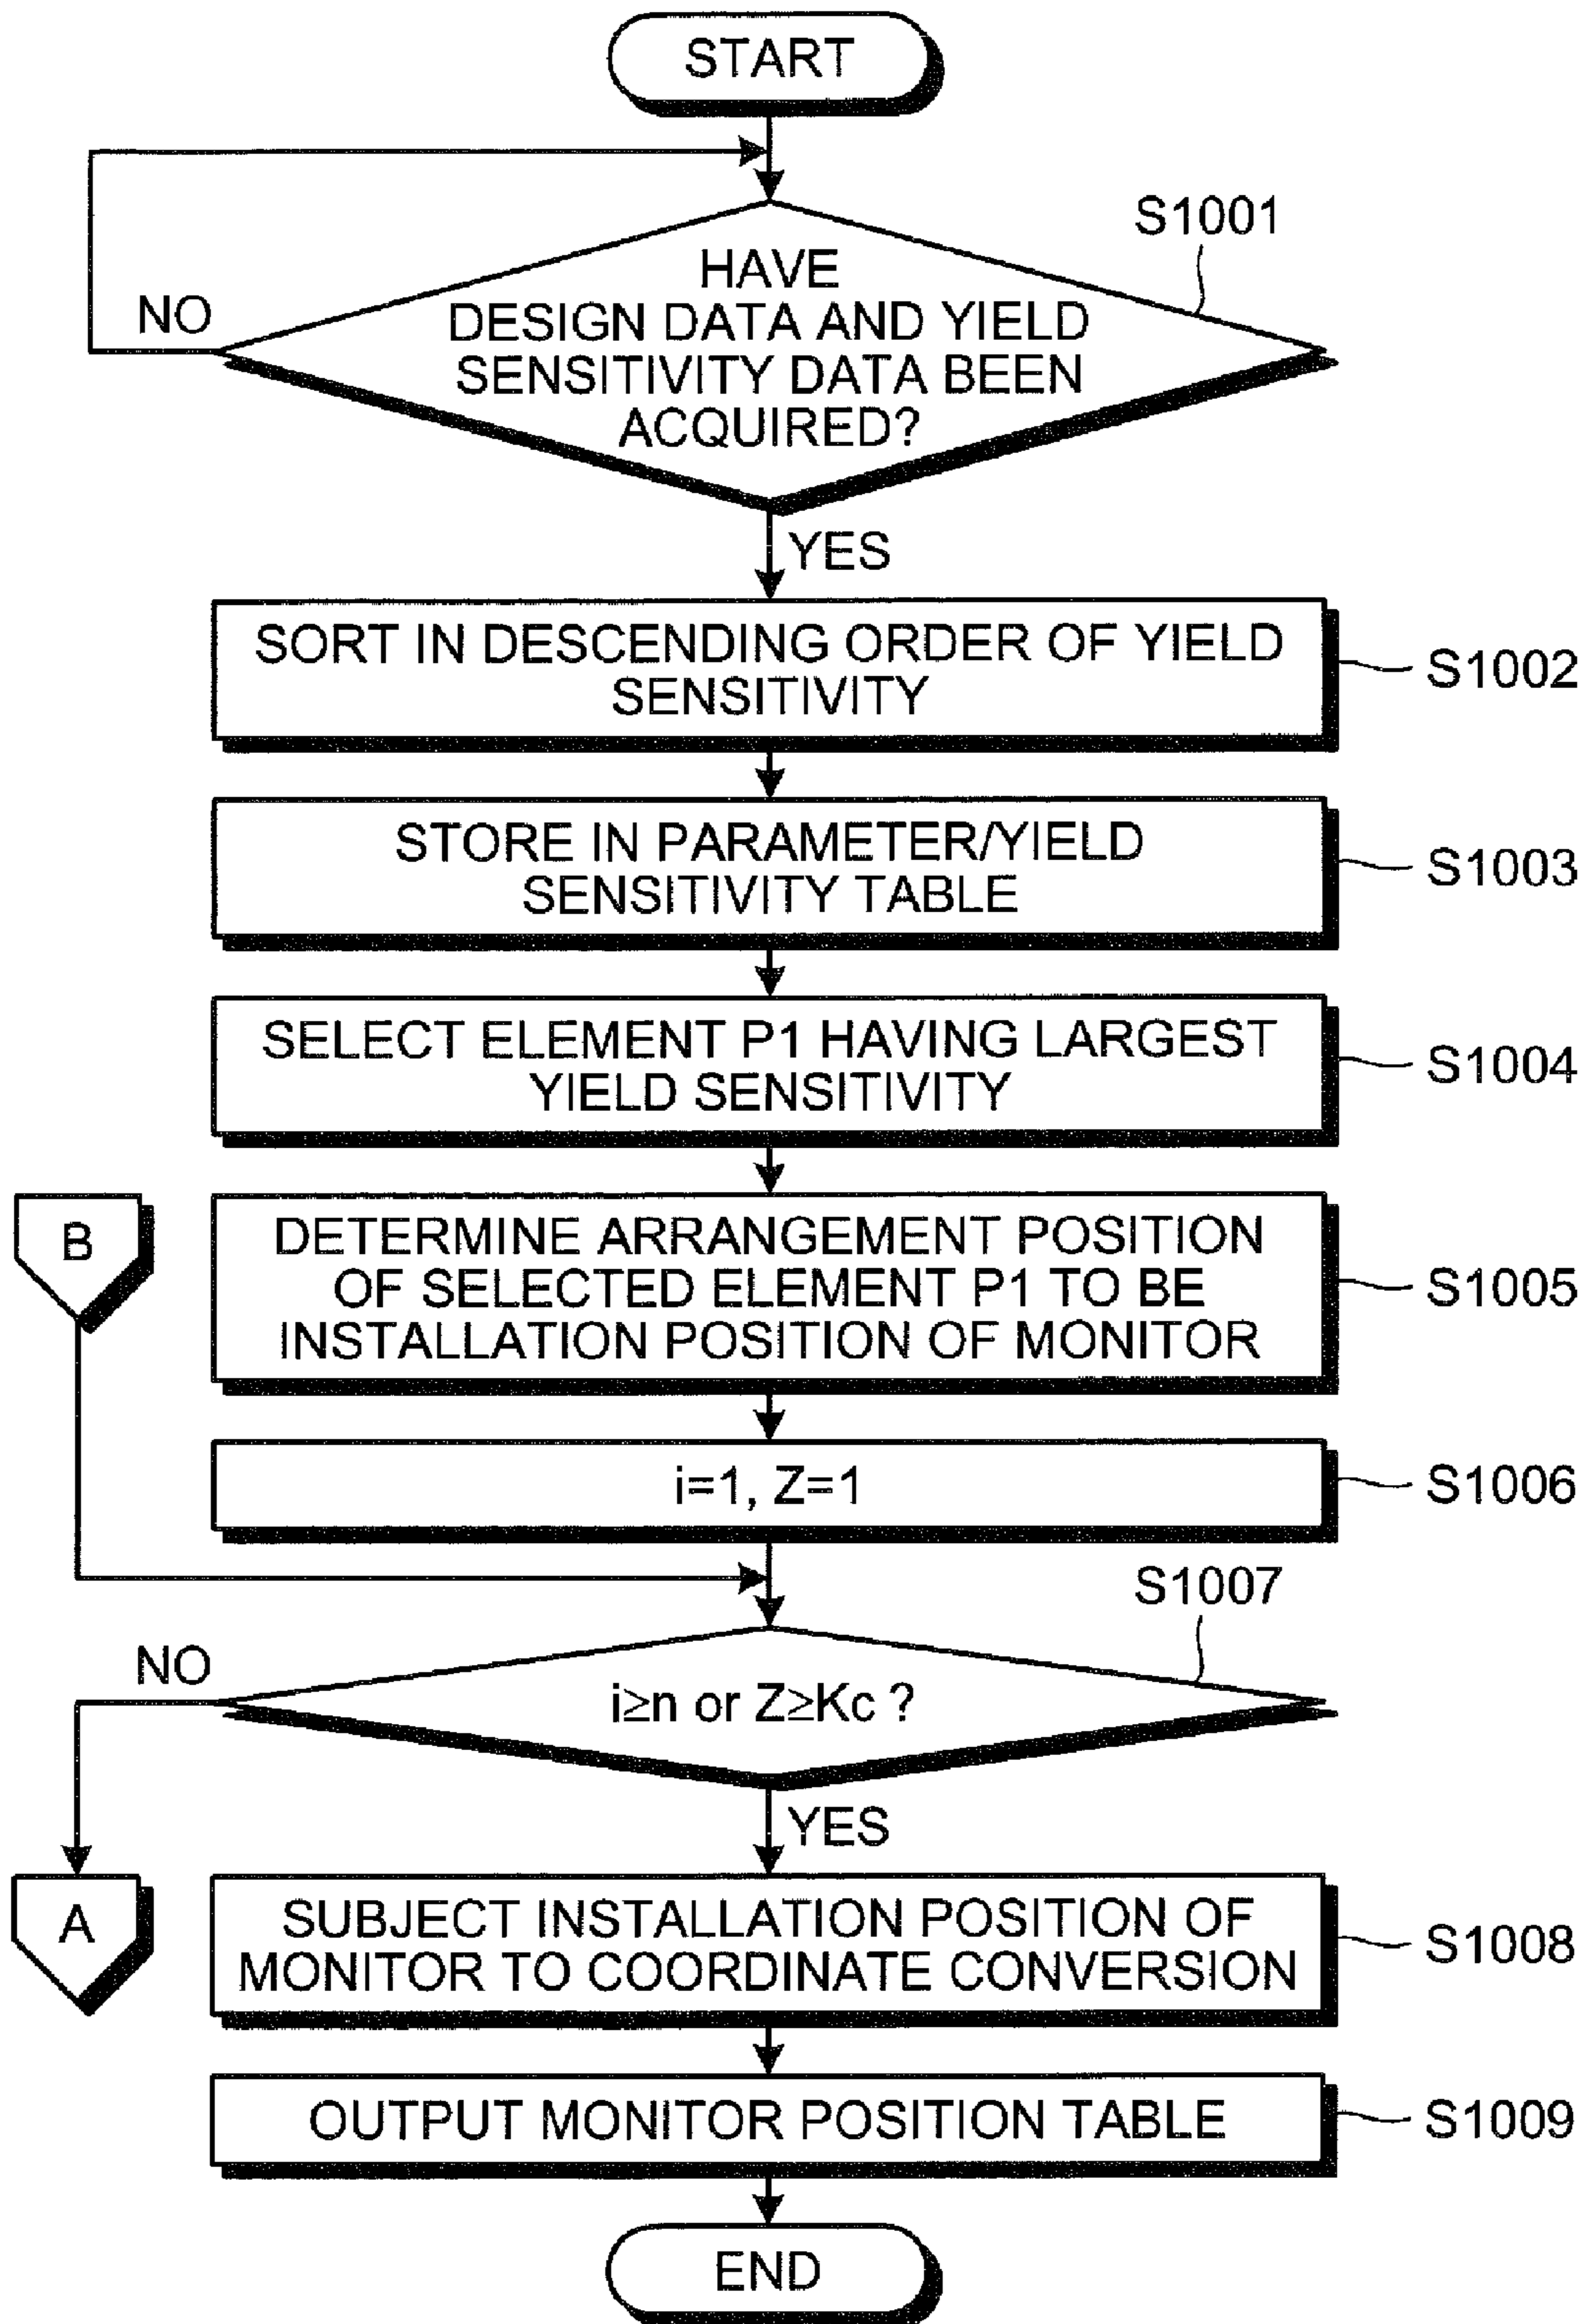 START
S1001
HAVE
DESIGN DATA AND YIELD
SENSITIVITY DATA BEEN
ACQUIRED?
NO
YES
SORT IN DESCENDING ORDER OF YIELD
SENSITIVITY
S1002
STORE IN PARAMETER/YIELD
SENSITIVITY TABLE
S1003
SELECT ELEMENT P1 HAVING LARGEST
YIELD SENSITIVITY
S1004
B
DETERMINE ARRANGEMENT POSITION
OF SELECTED ELEMENT P1 TO BE
INSTALLATION POSITION OF MONITOR
S1005
i=1, Z=1
S1006
S1007
NO
i≥n or Z≥Kc ?
YES
A
SUBJECT INSTALLATION POSITION OF
MONITOR TO COORDINATE CONVERSION
S1008
OUTPUT MONITOR POSITION TABLE
S1009
END